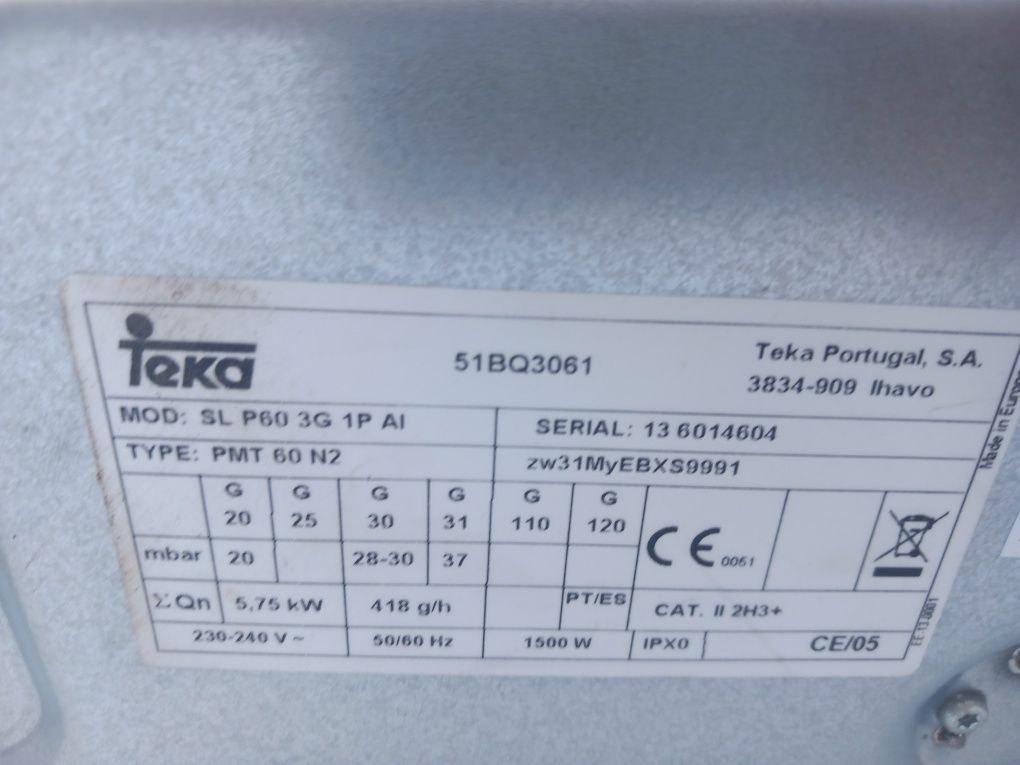 Teka
51BQ3061
Teka Portugal, S.A.
3834-909 Ihavo
MOD: SL P60 3G 1P AI
SERIAL: 13 6014604
TYPE: PMT 60 N2
zw31MyEBXS9991
G 20 G 25 G 30 G 31 G 110 G 120
mbar 20 28-30 37
CE 0051
ΣQn 5,75 kW 418 g/h PT/ES CAT. II 2H3+
230-240 V ~ 50/60 Hz 1500 W IPX0 CE/05
Made in Europe